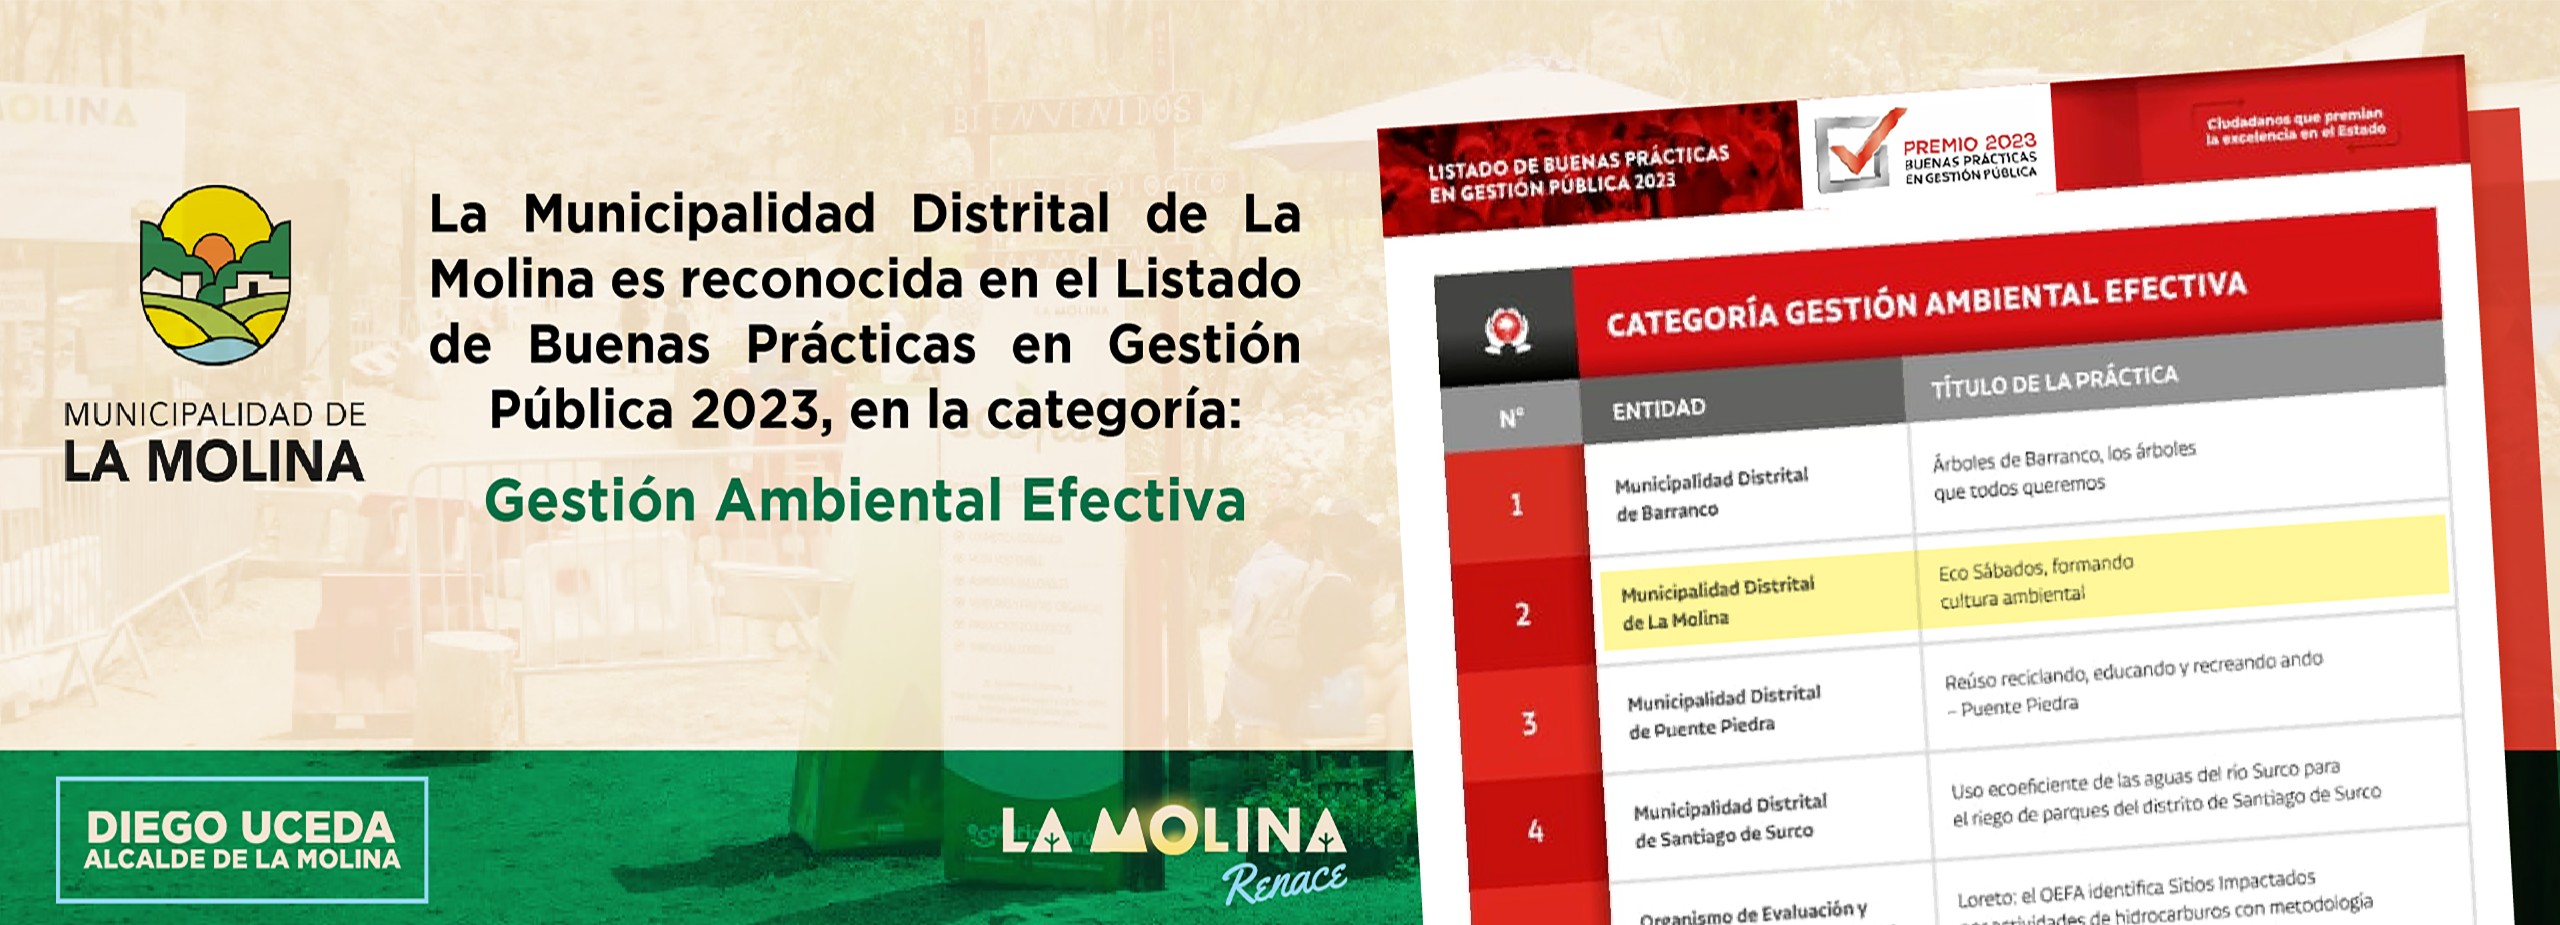 OLINA
BIENVENIDOS
MUNICIPALIDAD DE
LA MOLINA
La Municipalidad Distrital de La
Molina es reconocida en el Listado
de Buenas Prácticas en Gestión
Pública 2023, en la categoría:
Gestión Ambiental Efectiva
DIEGO UCEDA
ALCALDE DE LA MOLINA
LA MOLINA
Renace
LISTADO DE BUENAS PRÁCTICAS
EN GESTIÓN PÚBLICA 2023
PREMIO 2023
BUENAS PRÁCTICAS
EN GESTIÓN PÚBLICA
Ciudadanos que premian
la excelencia en el Estado
CATEGORÍA GESTIÓN AMBIENTAL EFECTIVA
N° ENTIDAD TÍTULO DE LA PRÁCTICA
1
Municipalidad Distrital
de Barranco
Árboles de Barranco, los árboles
que todos queremos
2
Municipalidad Distrital
de La Molina
Eco Sábados, formando
cultura ambiental
3
Municipalidad Distrital
de Puente Piedra
Reúso reciclando, educando y recreando ando
– Puente Piedra
4
Municipalidad Distrital
de Santiago de Surco
Uso ecoeficiente de las aguas del río Surco para
el riego de parques del distrito de Santiago de Surco
Organismo de Evaluación y
Loreto: el OEFA identifica Sitios Impactados
de hidrocarburos con metodología